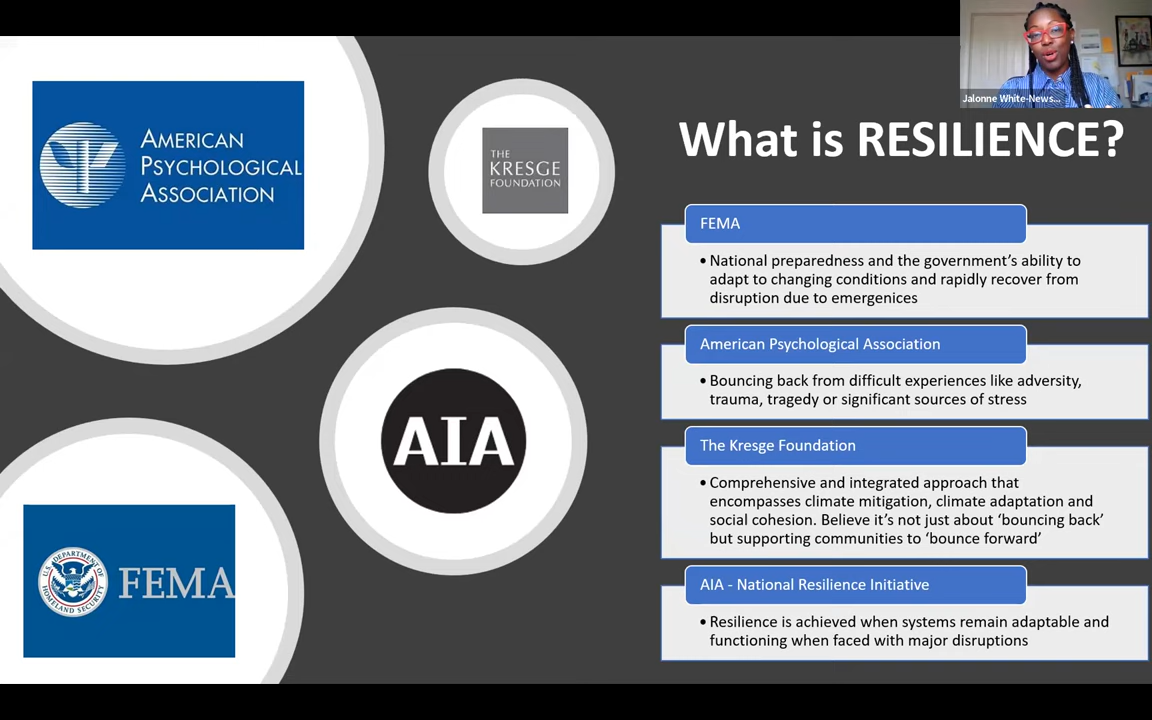 Jalonne White-News...
AMERICAN
PSYCHOLOGICAL
ASSOCIATION
THE
KRESGE
FOUNDATION
AIA
U.S. DEPARTMENT OF
HOMELAND SECURITY
FEMA
What is RESILIENCE?
FEMA
• National preparedness and the government’s ability to
adapt to changing conditions and rapidly recover from
disruption due to emergenices
American Psychological Association
• Bouncing back from difficult experiences like adversity,
trauma, tragedy or significant sources of stress
The Kresge Foundation
• Comprehensive and integrated approach that
encompasses climate mitigation, climate adaptation and
social cohesion. Believe it’s not just about ‘bouncing back’
but supporting communities to ‘bounce forward’
AIA - National Resilience Initiative
• Resilience is achieved when systems remain adaptable and
functioning when faced with major disruptions